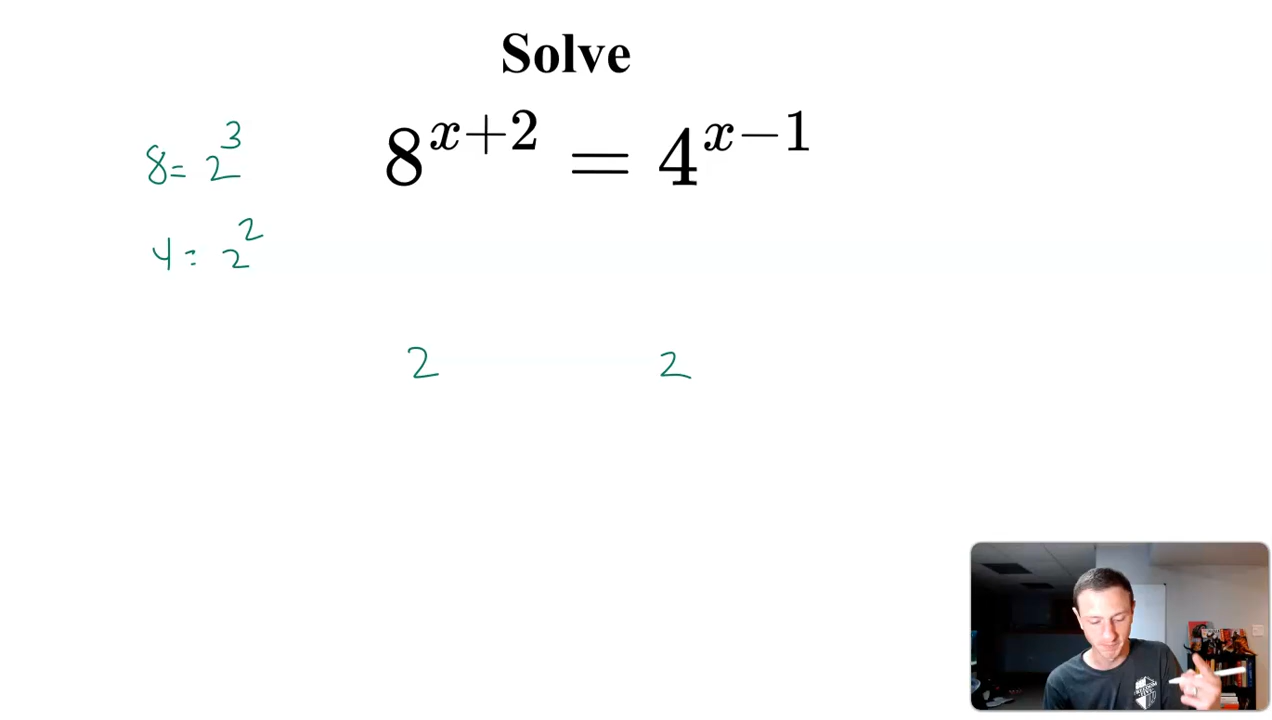 Solve
8^{x+2} = 4^{x-1}
8 = 2^3
4 = 2^2
2 2